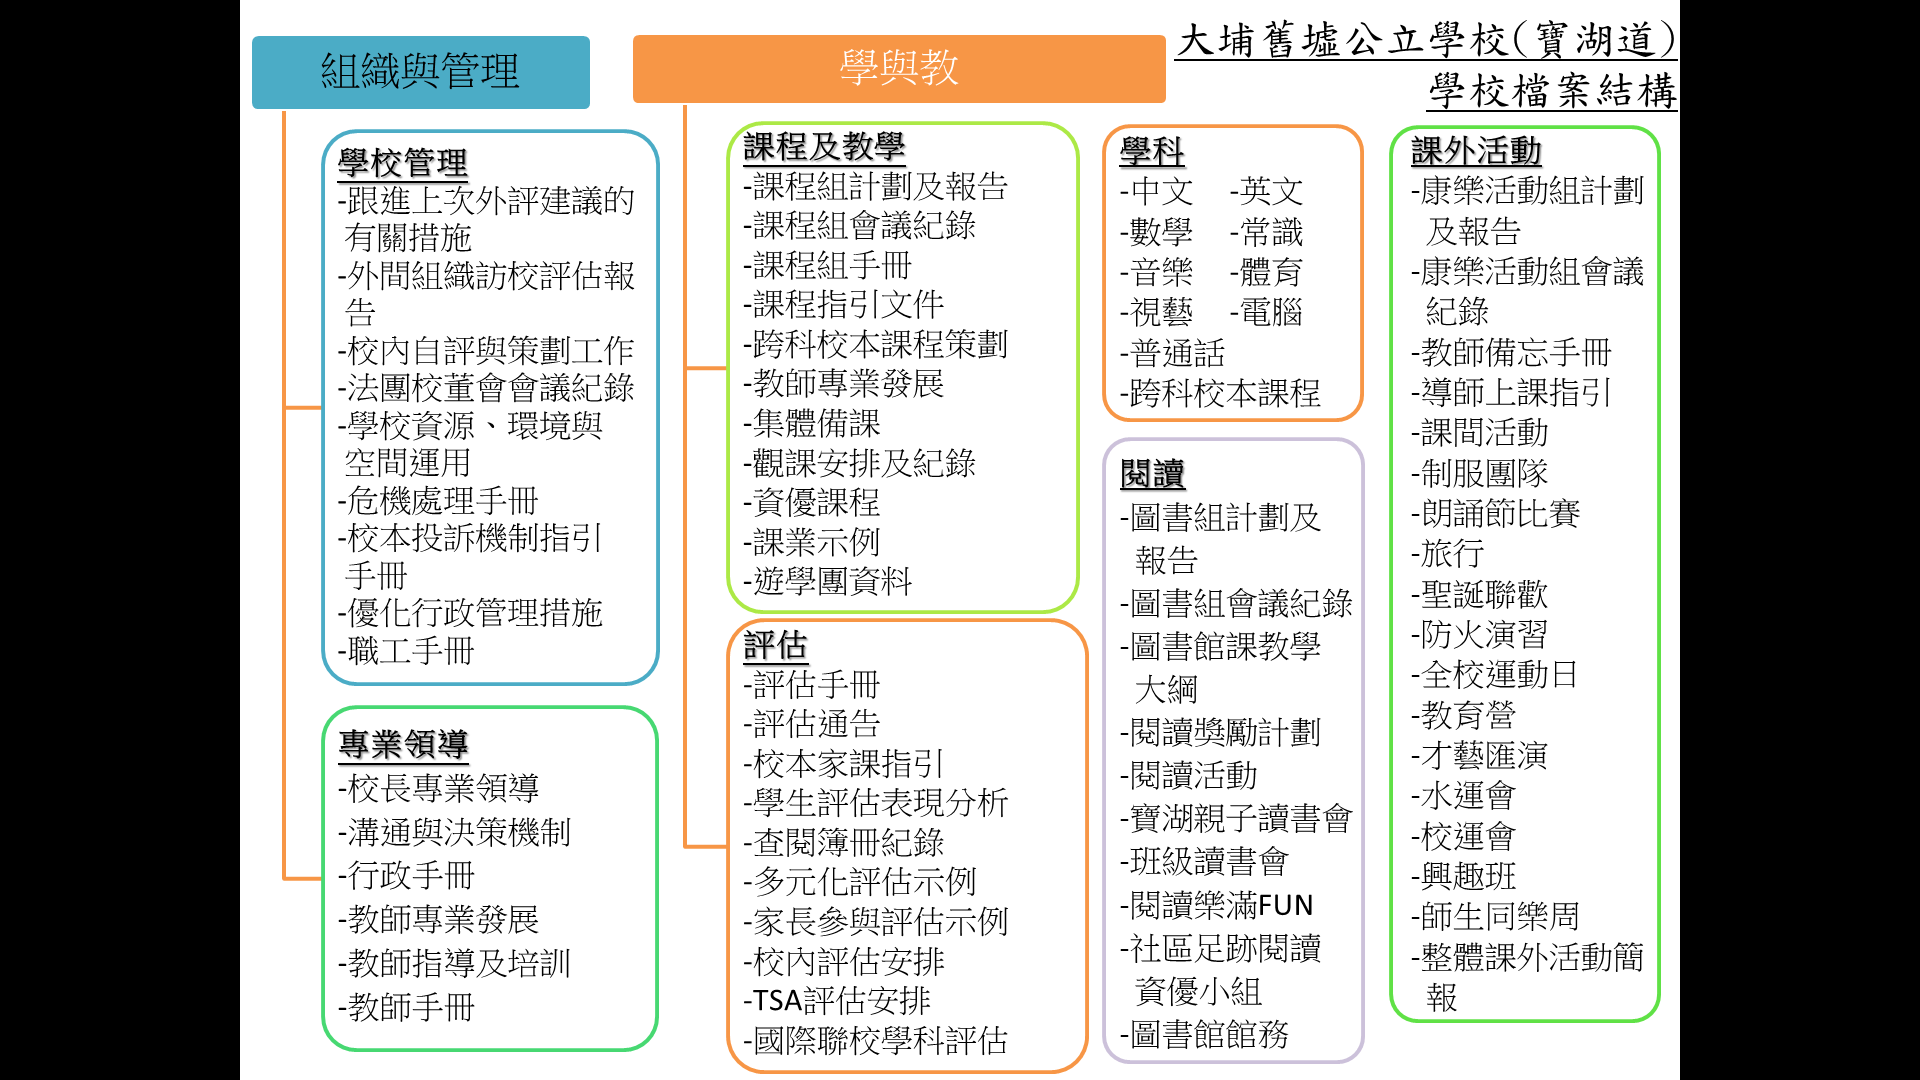 大埔舊墟公立學校(寶湖道)
學校檔案結構
組織與管理
學校管理
-跟進上次外評建議的
有關措施
-外間組織訪校評估報
告
-校內自評與策劃工作
-法團校董會會議紀錄
-學校資源、環境與
空間運用
-危機處理手冊
-校本投訴機制指引
手冊
-優化行政管理措施
-職工手冊
專業領導
-校長專業領導
-溝通與決策機制
-行政手冊
-教師專業發展
-教師指導及培訓
-教師手冊
學與教
課程及教學
-課程組計劃及報告
-課程組會議紀錄
-課程組手冊
-課程指引文件
-跨科校本課程策劃
-教師專業發展
-集體備課
-觀課安排及紀錄
-資優課程
-課業示例
-遊學團資料
評估
-評估手冊
-評估通告
-校本家課指引
-學生評估表現分析
-查閱簿冊紀錄
-多元化評估示例
-家長參與評估示例
-校內評估安排
-TSA評估安排
-國際聯校學科評估
學科
-中文 -英文
-數學 -常識
-音樂 -體育
-視藝 -電腦
-普通話
-跨科校本課程
閱讀
-圖書組計劃及
報告
-圖書組會議紀錄
-圖書館課教學
大綱
-閱讀獎勵計劃
-閱讀活動
-寶湖親子讀書會
-班級讀書會
-閱讀樂滿FUN
-社區足跡閱讀
資優小組
-圖書館館務
課外活動
-康樂活動組計劃
及報告
-康樂活動組會議
紀錄
-教師備忘手冊
-導師上課指引
-課間活動
-制服團隊
-朗誦節比賽
-旅行
-聖誕聯歡
-防火演習
-全校運動日
-教育營
-才藝匯演
-水運會
-校運會
-興趣班
-師生同樂周
-整體課外活動簡
報